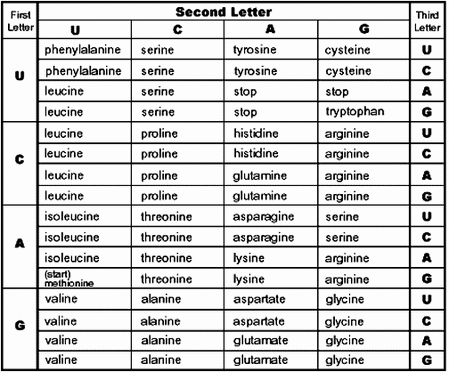 First Letter Second Letter Third Letter
U C A G
U phenylalanine serine tyrosine cysteine U
phenylalanine serine tyrosine cysteine C
leucine serine stop stop A
leucine serine stop tryptophan G
C leucine proline histidine arginine U
leucine proline histidine arginine C
leucine proline glutamine arginine A
leucine proline glutamine arginine G
A isoleucine threonine asparagine serine U
isoleucine threonine asparagine serine C
isoleucine threonine lysine arginine A
(start) methionine threonine lysine arginine G
G valine alanine aspartate glycine U
valine alanine aspartate glycine C
valine alanine glutamate glycine A
valine alanine glutamate glycine G